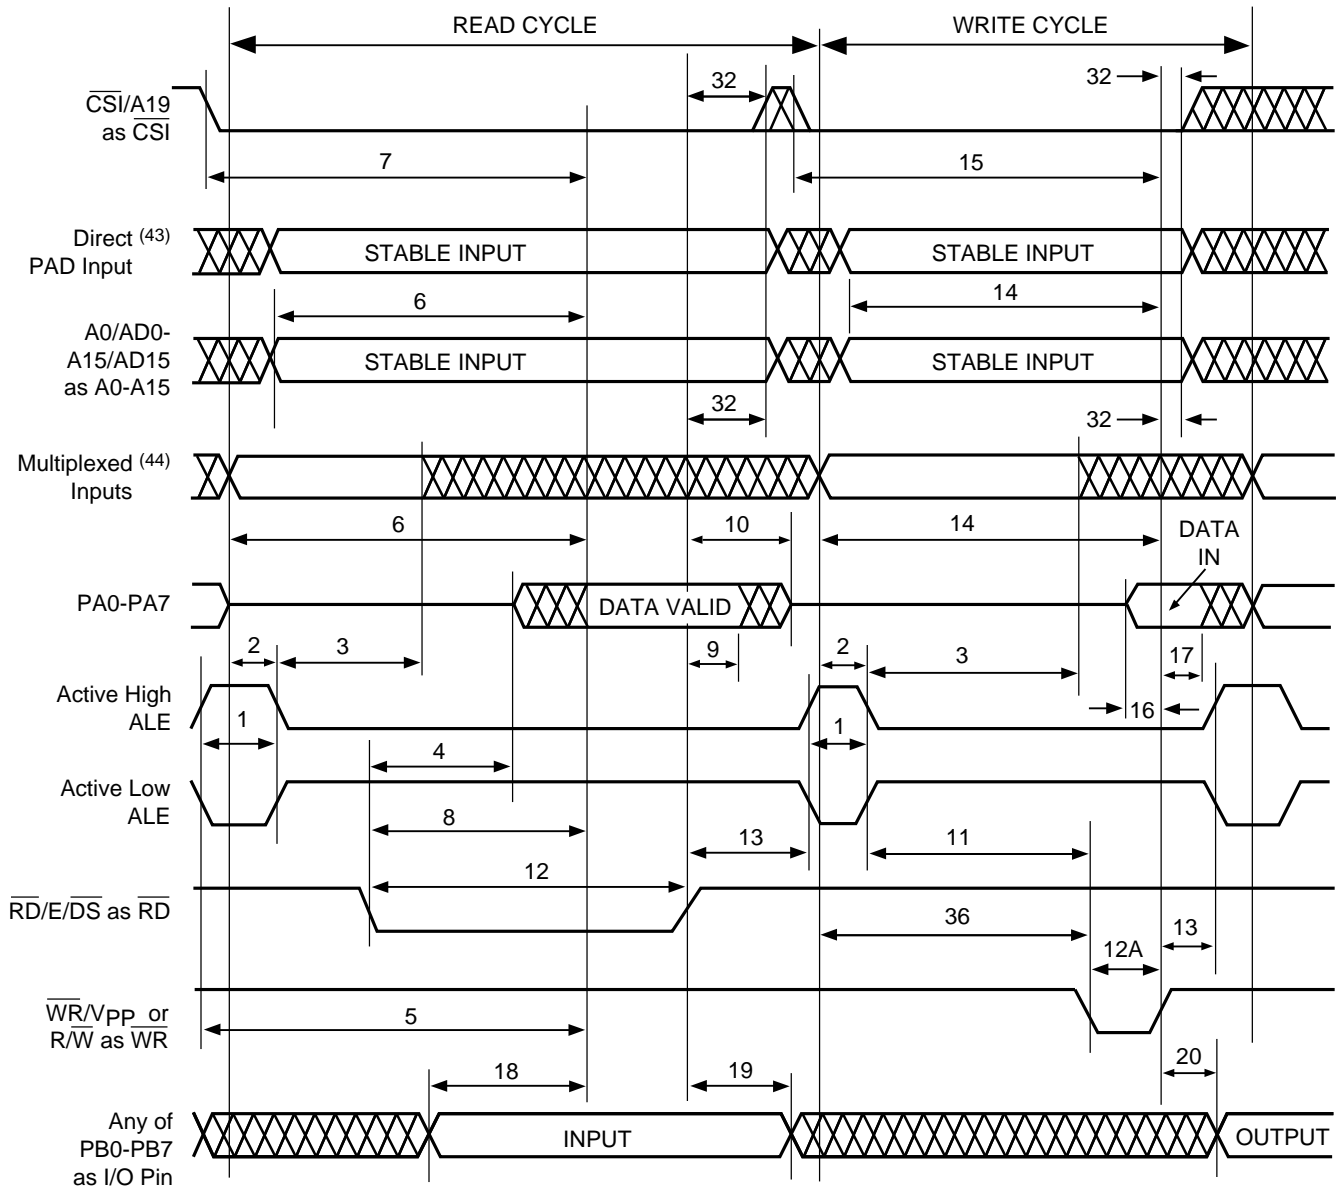 READ CYCLE
WRITE CYCLE
CSI/A19
as CSI
32
32
7
15
Direct (43)
PAD Input
STABLE INPUT
STABLE INPUT
6
14
A0/AD0-
A15/AD15
as A0-A15
STABLE INPUT
STABLE INPUT
32
32
Multiplexed (44)
Inputs
6
10
14
DATA
IN
PA0-PA7
DATA VALID
2
3
9
2
3
17
Active High
ALE
1
1
16
4
Active Low
ALE
8
13
11
12
RD/E/DS as RD
36
13
12A
WR/VPP or
R/W as WR
5
20
18
19
Any of
PB0-PB7
as I/O Pin
INPUT
OUTPUT